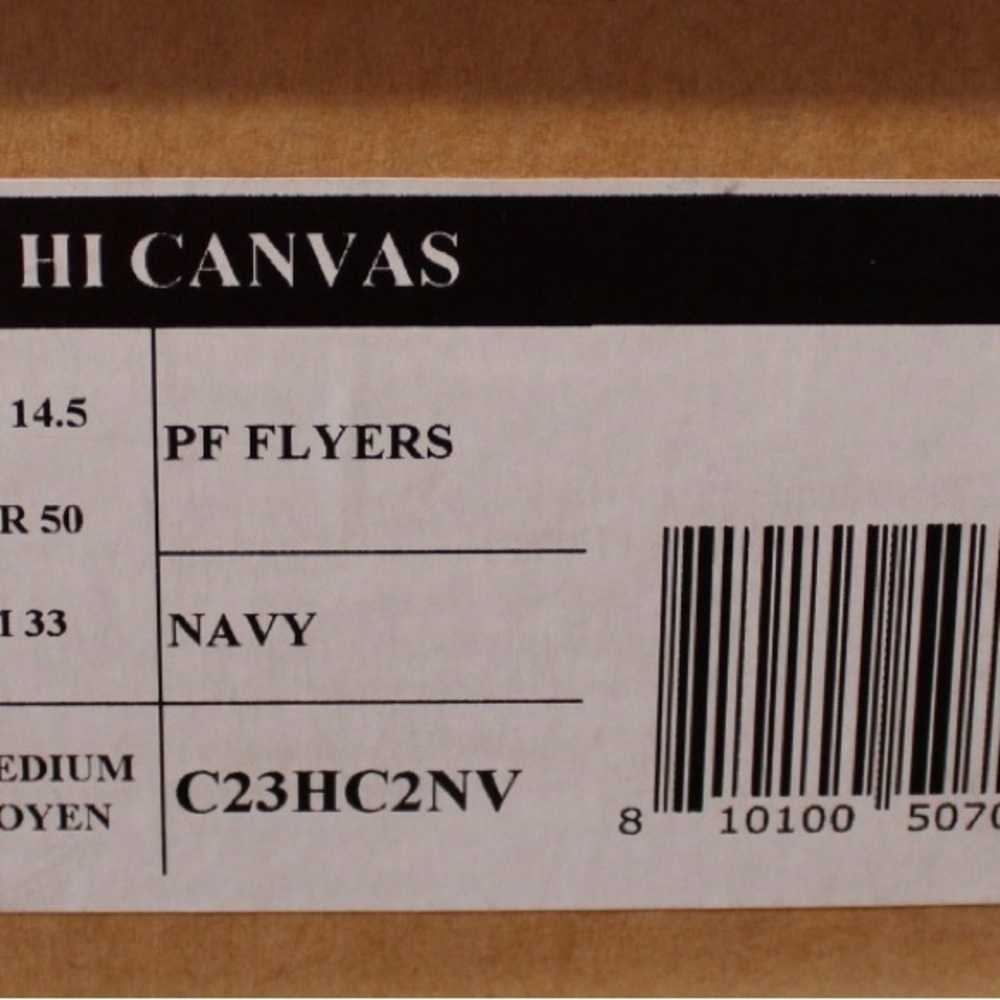 HI CANVAS
14.5
PF FLYERS
R 50
33
NAVY
EDIUM
OYEN
C23HC2NV
8 10100 5070